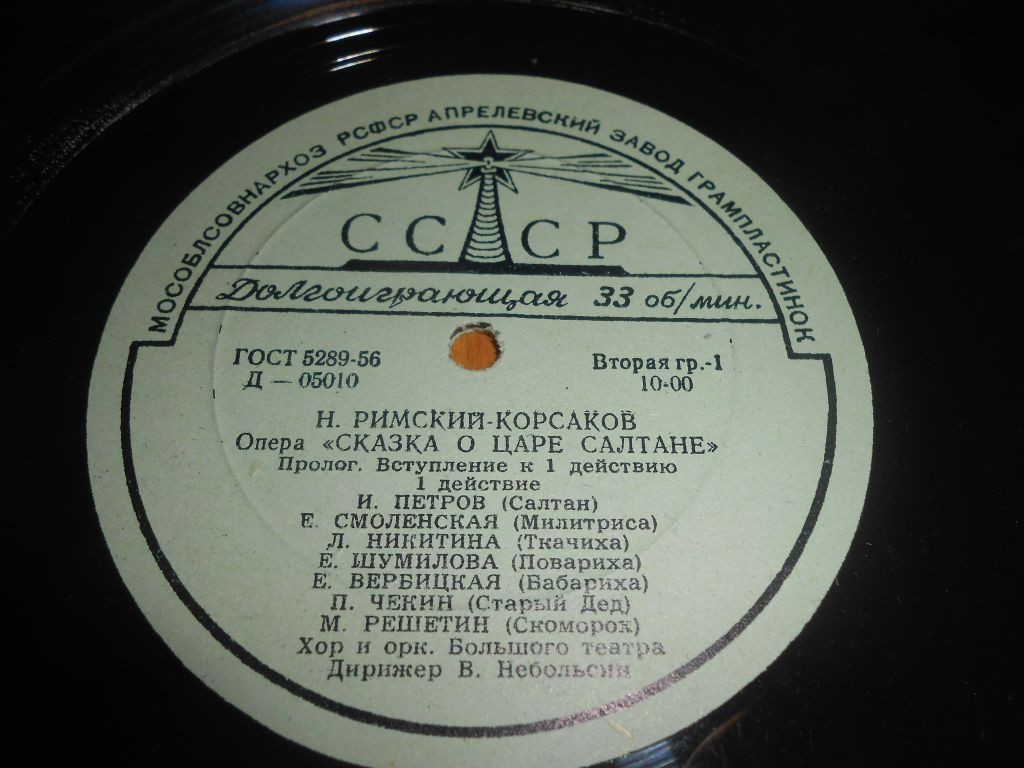 МОСОБЛСОВНАРХОЗ РСФСР АПРЕЛЕВСКИЙ ЗАВОД ГРАМПЛАСТИНОК
СССР
Долгоиграющая 33 об/мин.
ГОСТ 5289-56
Д — 05010
Вторая гр.-1
10-00
Н. РИМСКИЙ-КОРСАКОВ
Опера «СКАЗКА О ЦАРЕ САЛТАНЕ»
Пролог. Вступление к 1 действию
1 действие
И. ПЕТРОВ (Салтан)
Е. СМОЛЕНСКАЯ (Милитриса)
Л. НИКИТИНА (Ткачиха)
Е. ШУМИЛОВА (Повариха)
Е. ВЕРБИЦКАЯ (Бабариха)
П. ЧЕКИН (Старый Дед)
М. РЕШЕТИН (Скоморох)
Хор и орк. Большого театра
Дирижер В. Небольсин